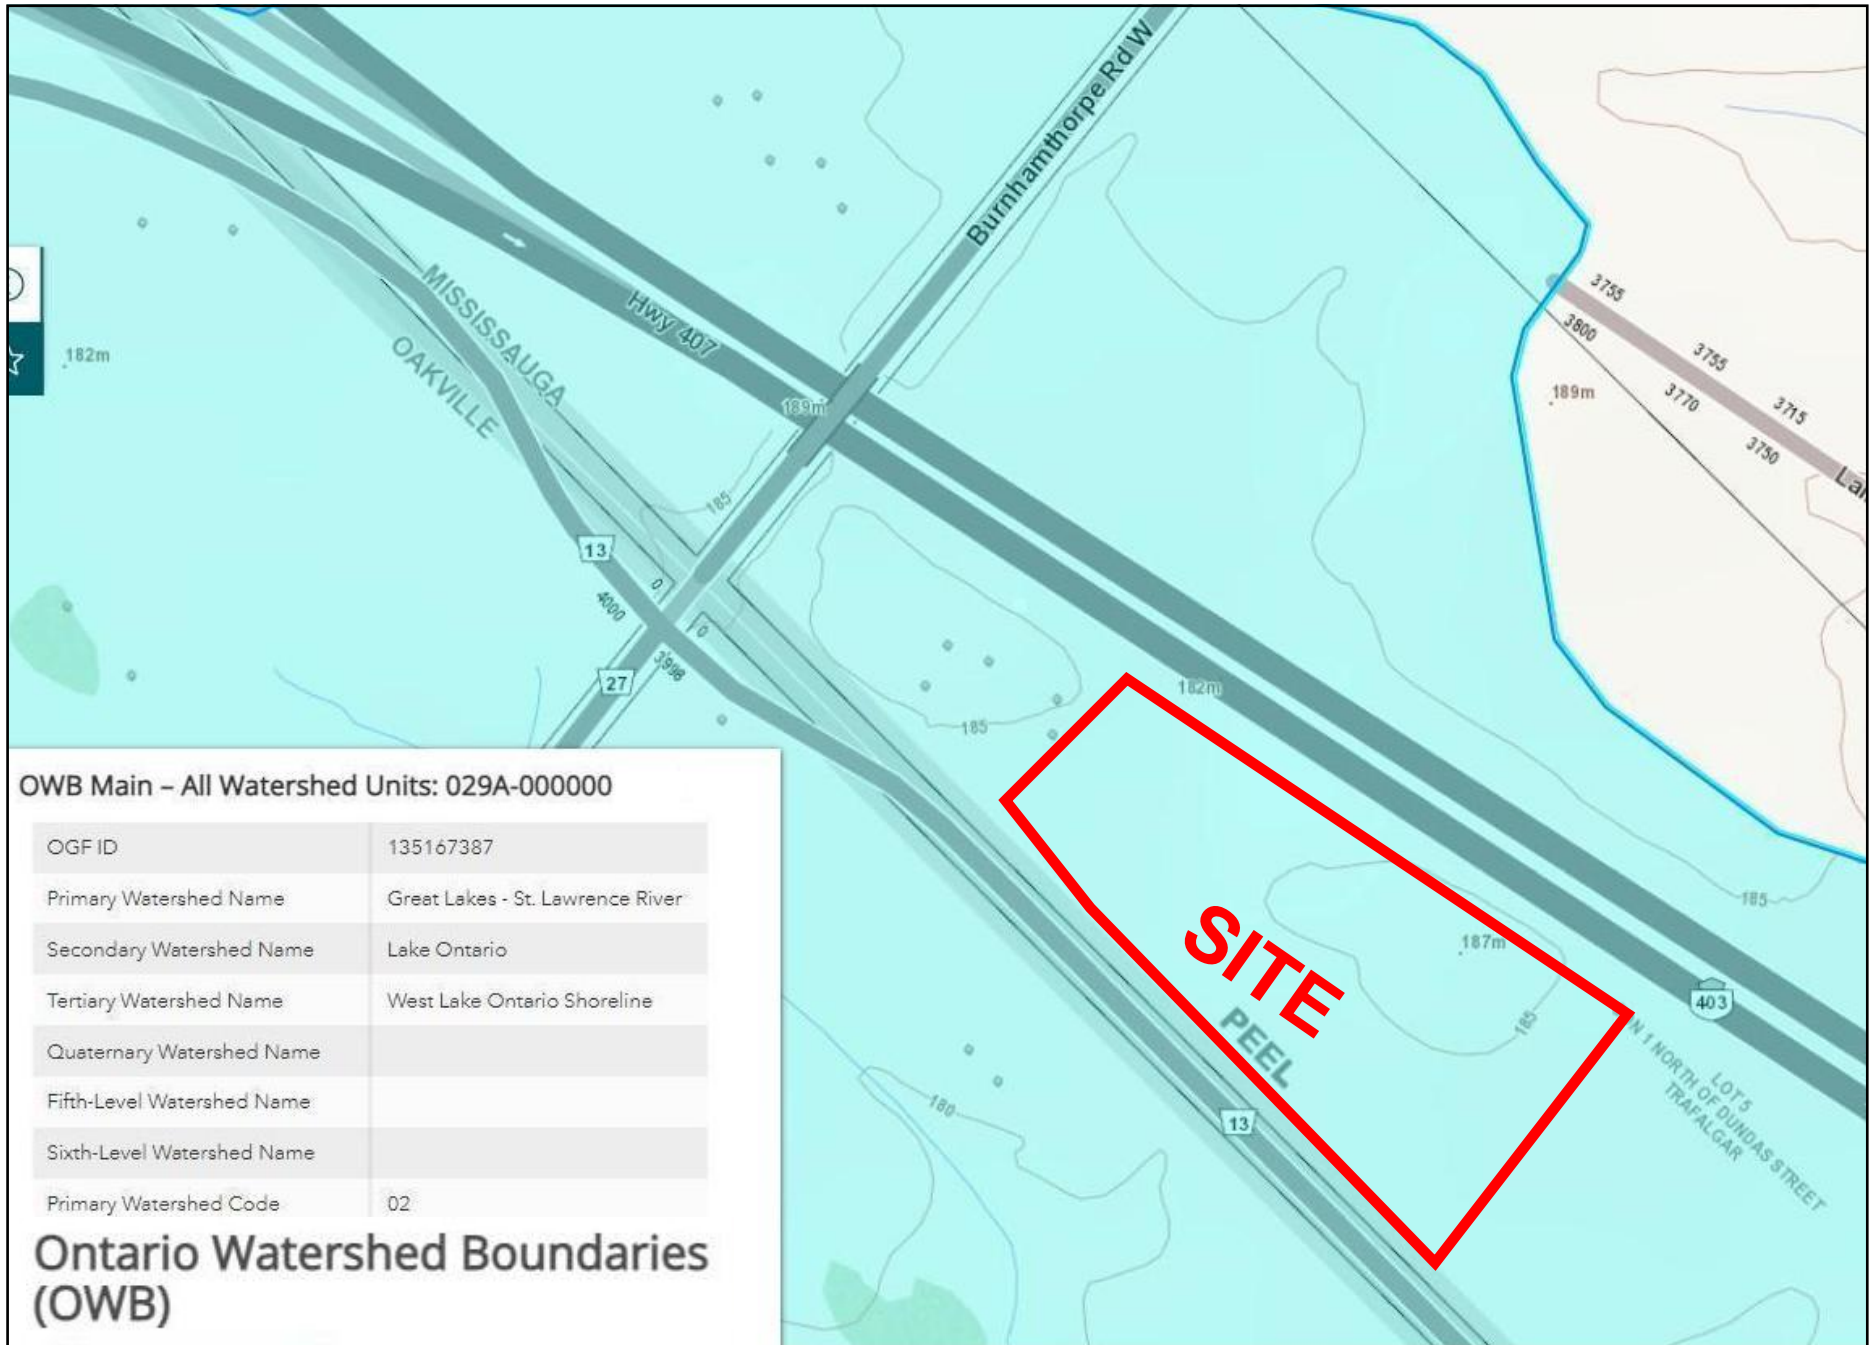 Burnhamthorpe Rd W
MISSISSAUGA
OAKVILLE
Hwy 407
182m
189m
3755
3800
3755
189m
3770
3715
3750
185
13
0
4000
0
3998
27
182m
185
SITE
187m
185
185
403
PEEL
13
180
N 1 NORTH OF DUNDAS STREET
LOT 5
TRAFALGAR
OWB Main – All Watershed Units: 029A-000000
OGF ID 135167387
Primary Watershed Name Great Lakes - St. Lawrence River
Secondary Watershed Name Lake Ontario
Tertiary Watershed Name West Lake Ontario Shoreline
Quaternary Watershed Name
Fifth-Level Watershed Name
Sixth-Level Watershed Name
Primary Watershed Code 02
Ontario Watershed Boundaries
(OWB)